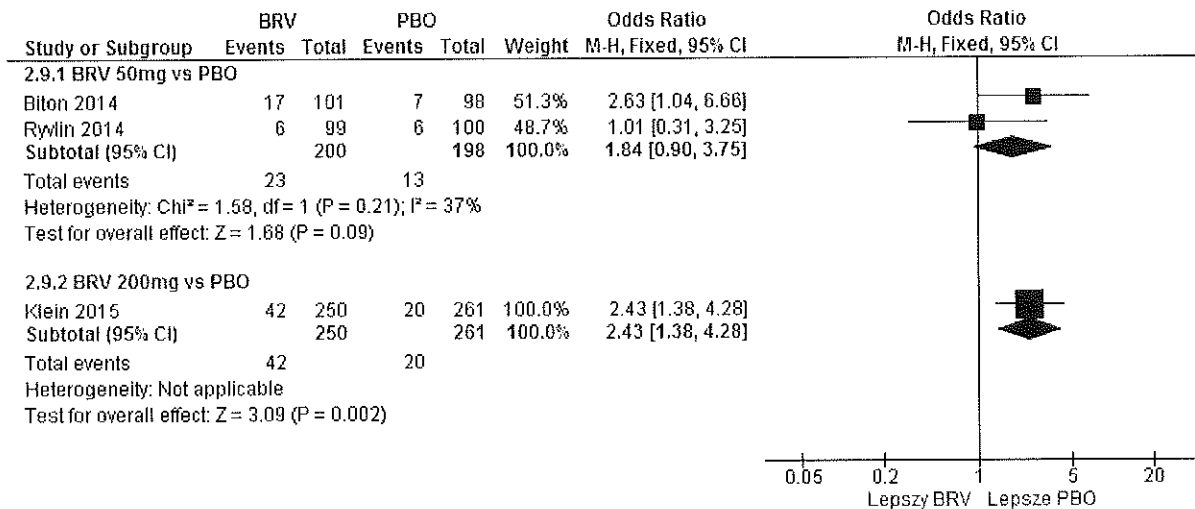 BRV PBO Odds Ratio Odds Ratio
Study or Subgroup Events Total Events Total Weight M-H, Fixed, 95% CI M-H, Fixed, 95% CI
2.9.1 BRV 50mg vs PBO
Biton 2014 17 101 7 98 51.3% 2.63 [1.04, 6.66]
Ryvlin 2014 6 99 6 100 48.7% 1.01 [0.31, 3.25]
Subtotal (95% CI) 200 198 100.0% 1.84 [0.90, 3.75]
Total events 23 13
Heterogeneity: Chi² = 1.58, df = 1 (P = 0.21); I² = 37%
Test for overall effect: Z = 1.68 (P = 0.09)
2.9.2 BRV 200mg vs PBO
Klein 2015 42 250 20 261 100.0% 2.43 [1.38, 4.28]
Subtotal (95% CI) 250 261 100.0% 2.43 [1.38, 4.28]
Total events 42 20
Heterogeneity: Not applicable
Test for overall effect: Z = 3.09 (P = 0.002)
0.05 0.2 1 5 20
Lepszy BRV Lepsze PBO